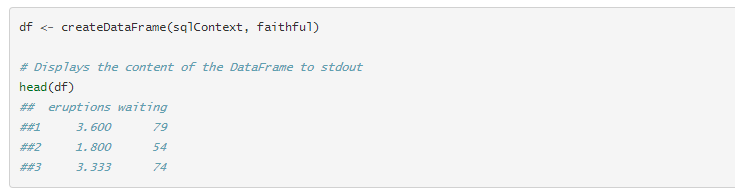 df <- createDataFrame(sqlContext, faithful)
# Displays the content of the DataFrame to stdout
head(df)
##  eruptions waiting
##1     3.600      79
##2     1.800      54
##3     3.333      74